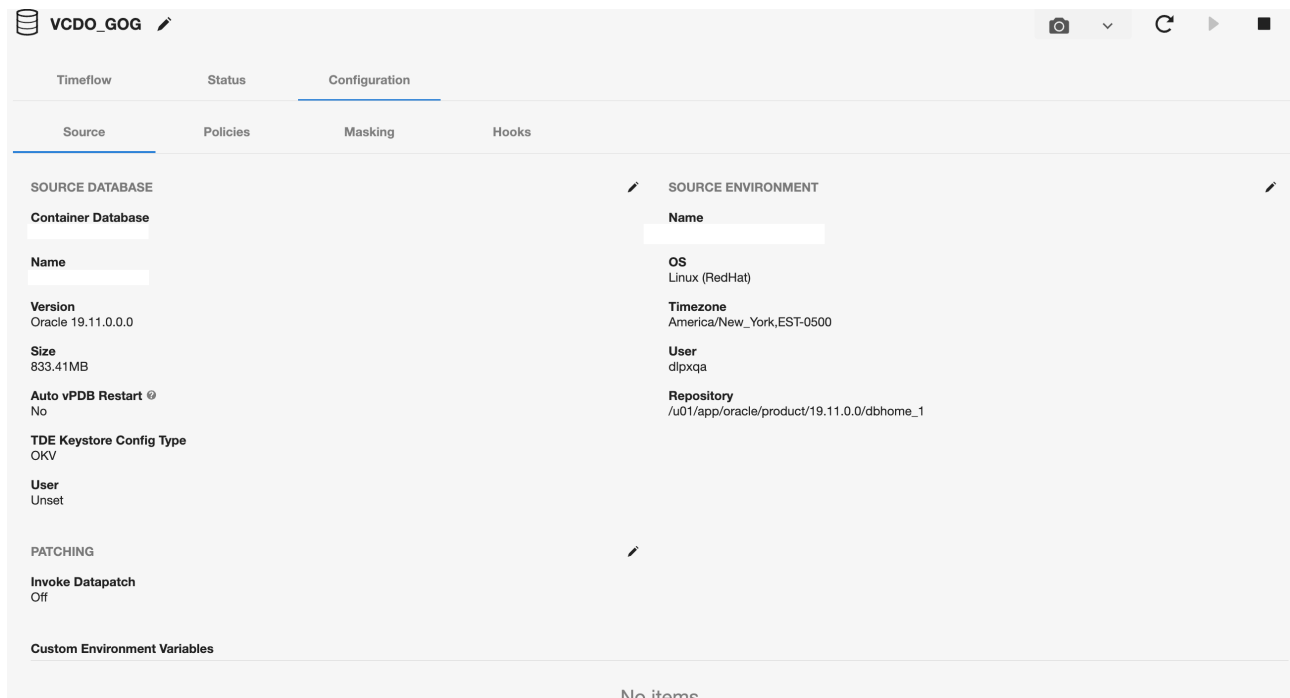 VCDO_GOG
Timeflow
Status
Configuration
Source
Policies
Masking
Hooks
SOURCE DATABASE
Container Database
Name
Version
Oracle 19.11.0.0.0
Size
833.41MB
Auto vPDB Restart
No
TDE Keystore Config Type
OKV
User
Unset
SOURCE ENVIRONMENT
Name
OS
Linux (RedHat)
Timezone
America/New_York,EST-0500
User
dlpxqa
Repository
/u01/app/oracle/product/19.11.0.0/dbhome_1
PATCHING
Invoke Datapatch
Off
Custom Environment Variables
No items